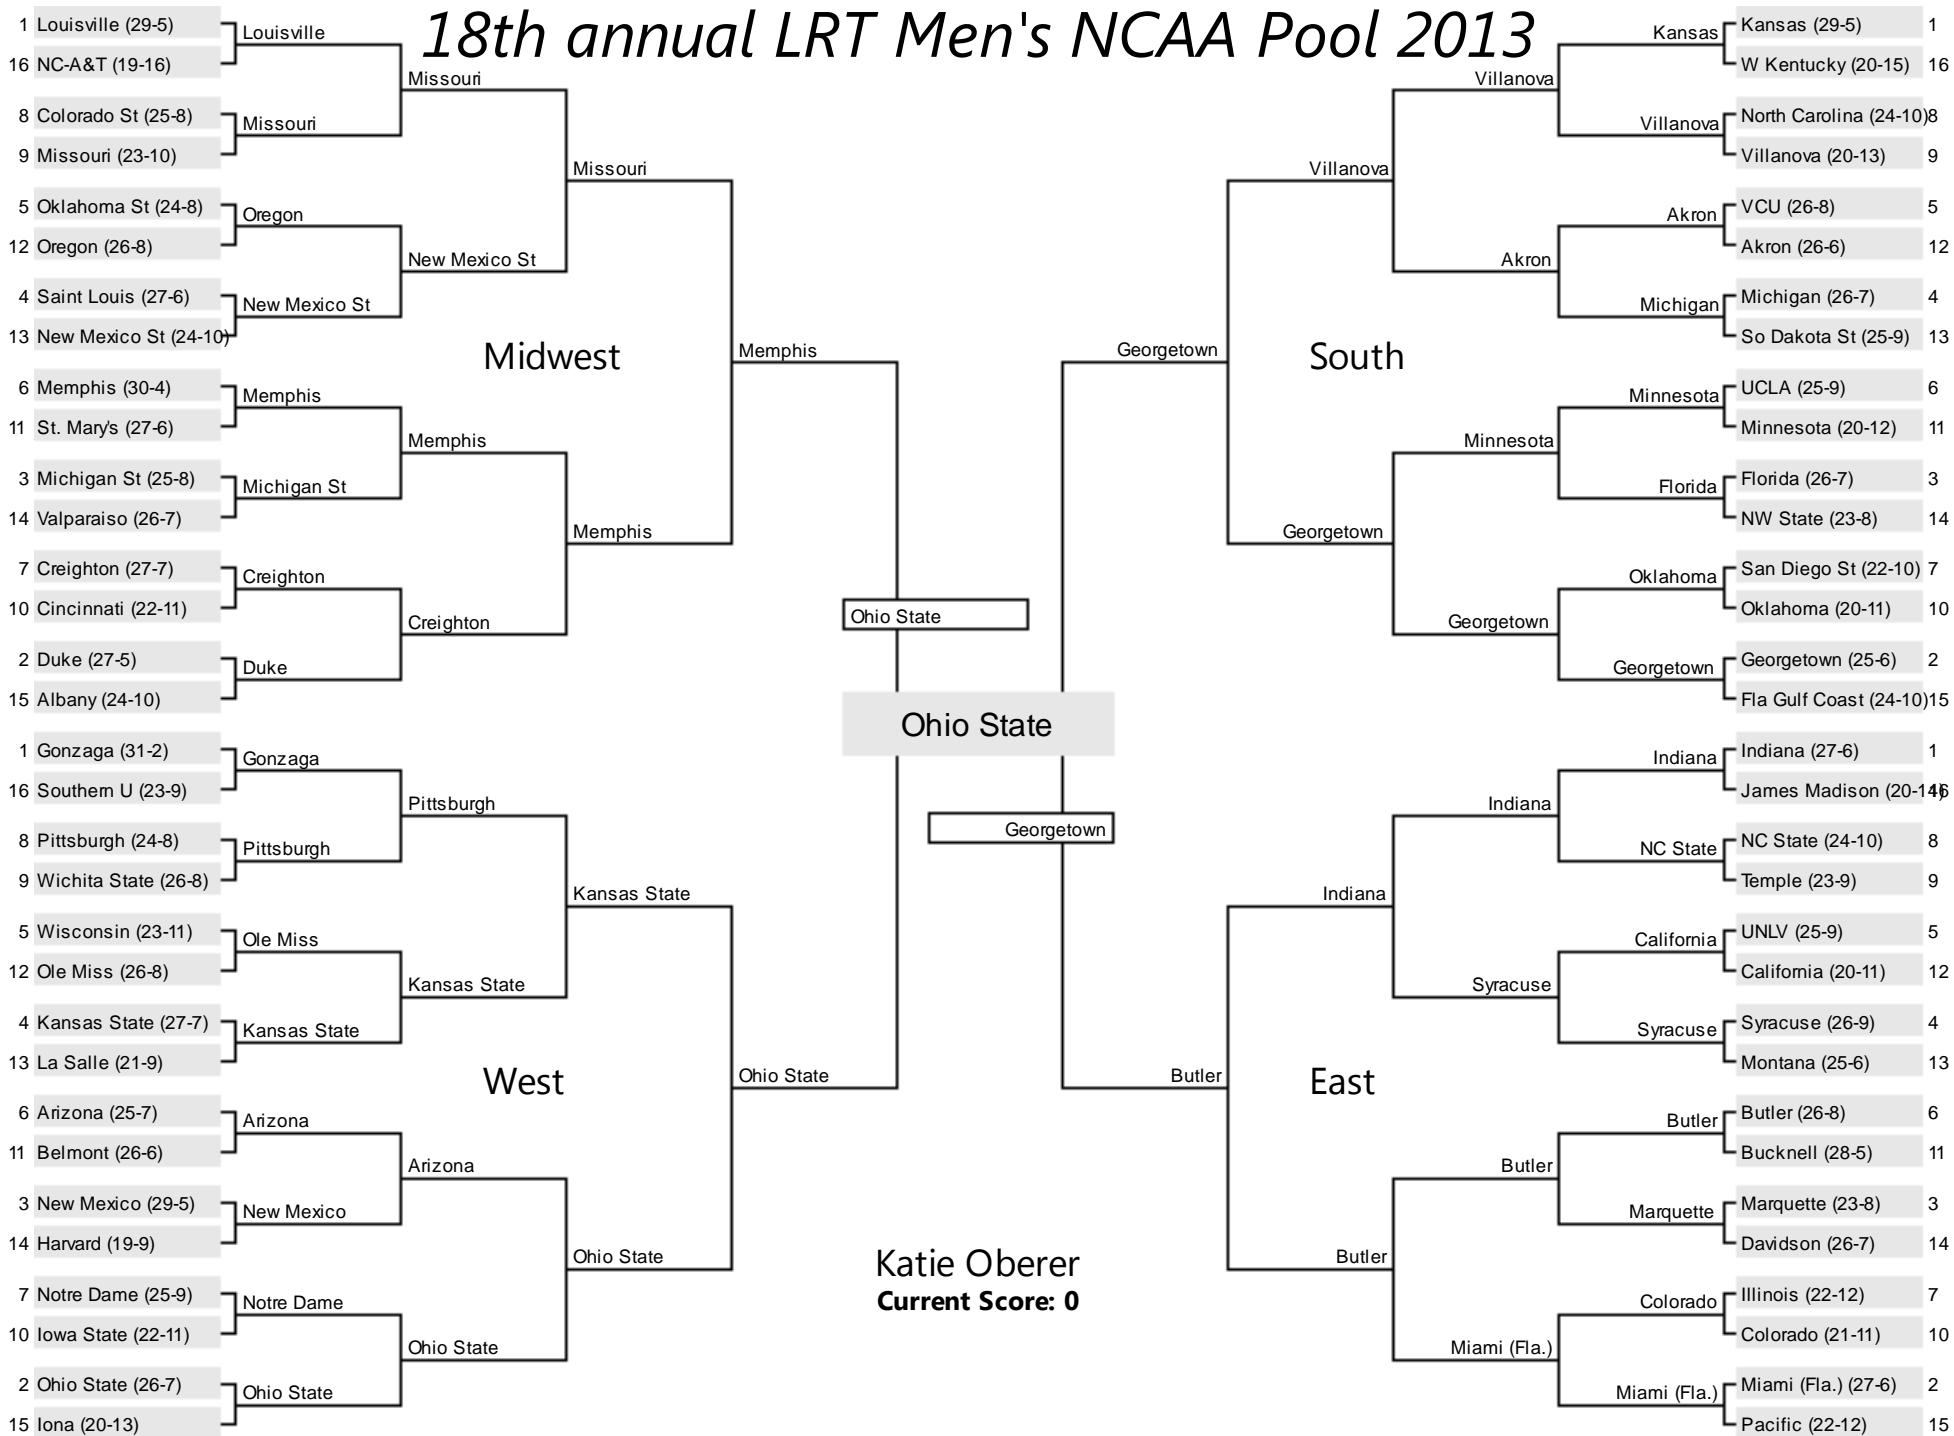 18th annual LRT Men's NCAA Pool 2013
1 Louisville (29-5)
16 NC-A&T (19-16)
8 Colorado St (25-8)
9 Missouri (23-10)
5 Oklahoma St (24-8)
12 Oregon (26-8)
4 Saint Louis (27-6)
13 New Mexico St (24-10)
6 Memphis (30-4)
11 St. Mary's (27-6)
3 Michigan St (25-8)
14 Valparaiso (26-7)
7 Creighton (27-7)
10 Cincinnati (22-11)
2 Duke (27-5)
15 Albany (24-10)
Louisville
Missouri
Oregon
New Mexico St
Memphis
Michigan St
Creighton
Duke
Missouri
New Mexico St
Memphis
Creighton
Missouri
Memphis
Midwest
Memphis
1 Gonzaga (31-2)
16 Southern U (23-9)
8 Pittsburgh (24-8)
9 Wichita State (26-8)
5 Wisconsin (23-11)
12 Ole Miss (26-8)
4 Kansas State (27-7)
13 La Salle (21-9)
6 Arizona (25-7)
11 Belmont (26-6)
3 New Mexico (29-5)
14 Harvard (19-9)
7 Notre Dame (25-9)
10 Iowa State (22-11)
2 Ohio State (26-7)
15 Iona (20-13)
Gonzaga
Pittsburgh
Ole Miss
Kansas State
Arizona
New Mexico
Notre Dame
Ohio State
Pittsburgh
Kansas State
Arizona
Ohio State
Kansas State
Ohio State
West
Ohio State
Ohio State
Ohio State
Georgetown
Katie Oberer
Current Score: 0
Kansas (29-5) 1
W Kentucky (20-15) 16
North Carolina (24-10) 8
Villanova (20-13) 9
VCU (26-8) 5
Akron (26-6) 12
Michigan (26-7) 4
So Dakota St (25-9) 13
UCLA (25-9) 6
Minnesota (20-12) 11
Florida (26-7) 3
NW State (23-8) 14
San Diego St (22-10) 7
Oklahoma (20-11) 10
Georgetown (25-6) 2
Fla Gulf Coast (24-10) 15
Kansas
Villanova
Akron
Michigan
Minnesota
Florida
Oklahoma
Georgetown
Villanova
Akron
Minnesota
Georgetown
Villanova
Georgetown
South
Georgetown
Indiana (27-6) 1
James Madison (20-14) 16
NC State (24-10) 8
Temple (23-9) 9
UNLV (25-9) 5
California (20-11) 12
Syracuse (26-9) 4
Montana (25-6) 13
Butler (26-8) 6
Bucknell (28-5) 11
Marquette (23-8) 3
Davidson (26-7) 14
Illinois (22-12) 7
Colorado (21-11) 10
Miami (Fla.) (27-6) 2
Pacific (22-12) 15
Indiana
NC State
California
Syracuse
Butler
Marquette
Colorado
Miami (Fla.)
Indiana
Syracuse
Butler
Miami (Fla.)
Indiana
Butler
East
Butler